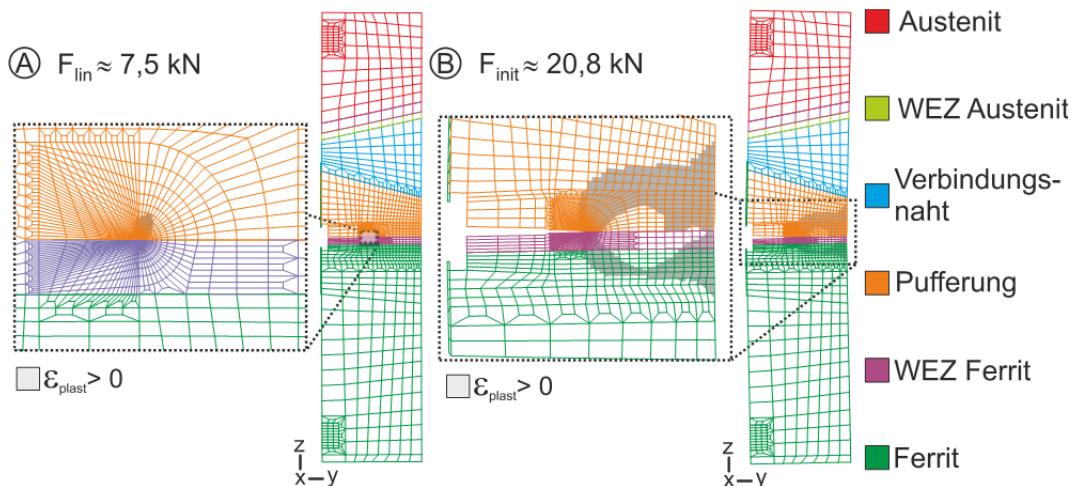 A F_lin ≈ 7,5 kN
B F_init ≈ 20,8 kN
ε_plast > 0
ε_plast > 0
z
x y
z
x y
Austenit
WEZ Austenit
Verbindungs-
naht
Pufferung
WEZ Ferrit
Ferrit